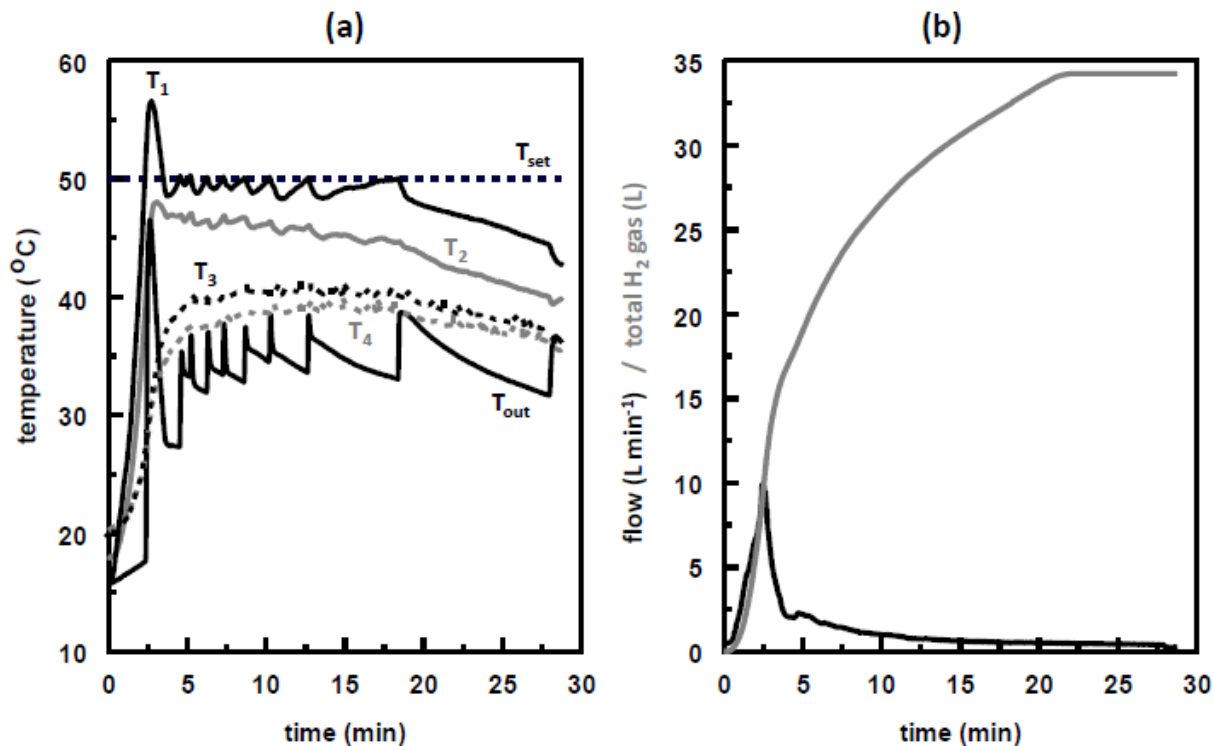 (a)
60
50
40
30
20
10
temperature (°C)
T1
Tset
T2
T3
T4
Tout
0 5 10 15 20 25 30
time (min)
(b)
35
30
25
20
15
10
5
0
flow (L min-1) / total H2 gas (L)
0 5 10 15 20 25 30
time (min)